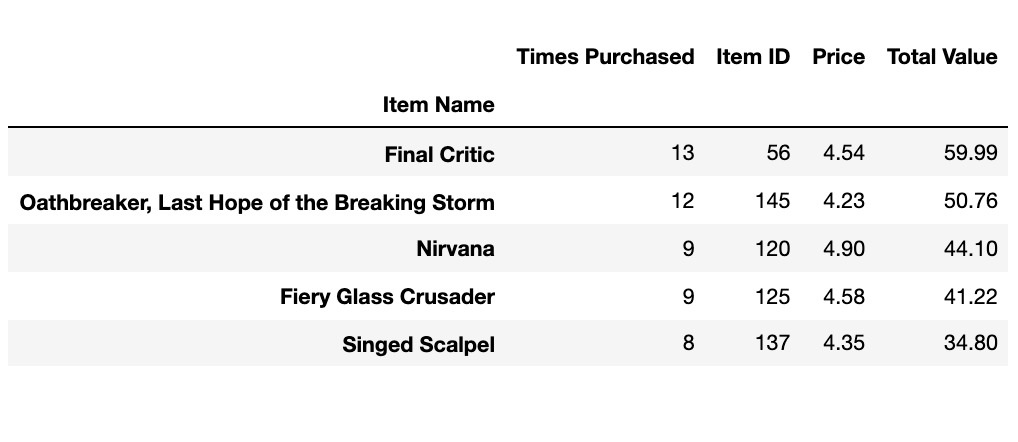 Times Purchased Item ID Price Total Value
Item Name
Final Critic 13 56 4.54 59.99
Oathbreaker, Last Hope of the Breaking Storm 12 145 4.23 50.76
Nirvana 9 120 4.90 44.10
Fiery Glass Crusader 9 125 4.58 41.22
Singed Scalpel 8 137 4.35 34.80